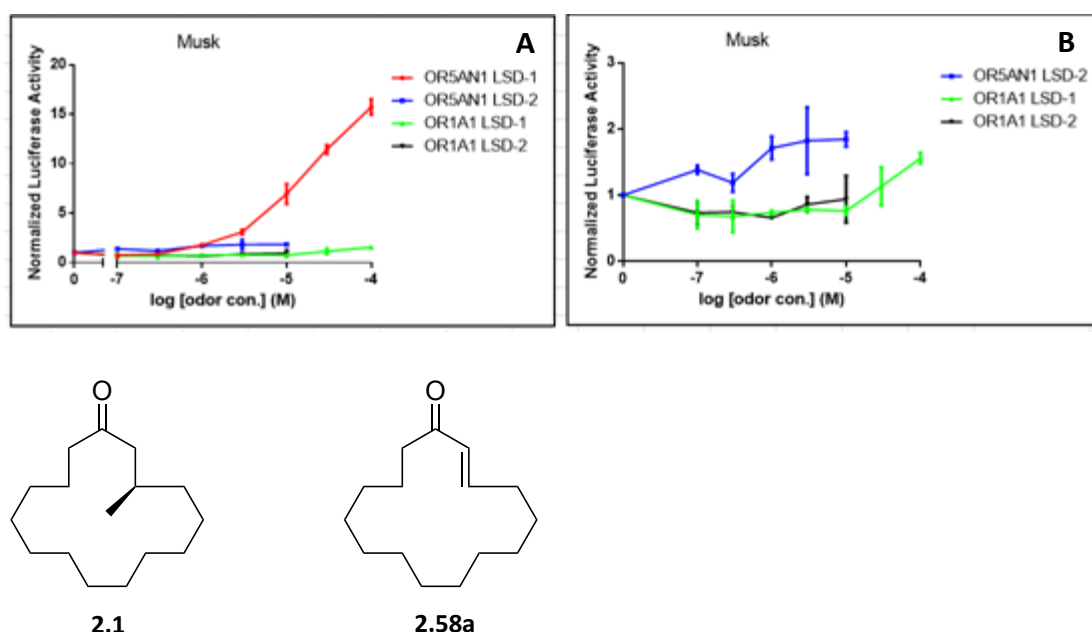 Musk
A
Normalized Luciferase Activity
20
15
10
5
0
0
-7
-6
-5
-4
log [odor con.] (M)
OR5AN1 LSD-1
OR5AN1 LSD-2
OR1A1 LSD-1
OR1A1 LSD-2
Musk
B
Normalized Luciferase Activity
3
2
1
0
0
-7
-6
-5
-4
log [odor con.] (M)
OR5AN1 LSD-2
OR1A1 LSD-1
OR1A1 LSD-2
O
O
2.1
2.58a